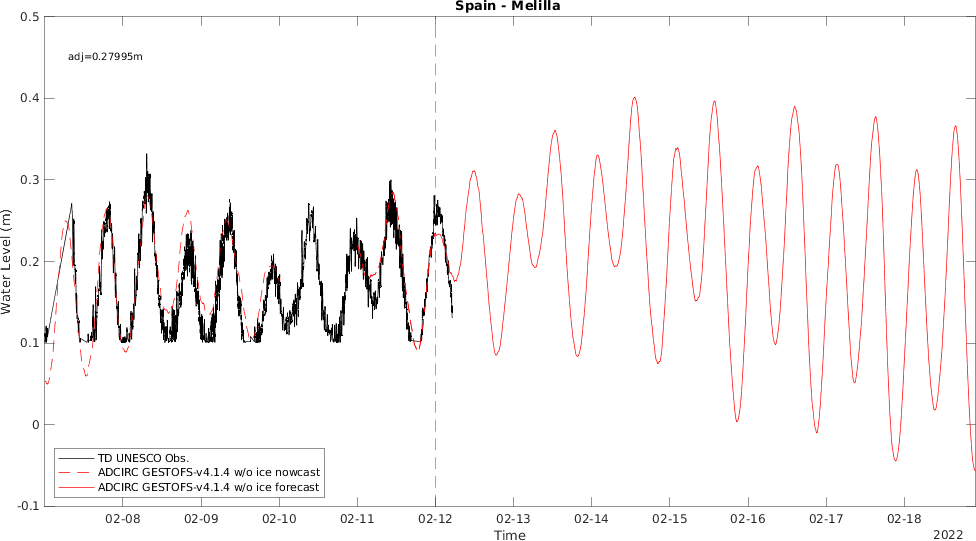 Spain - Melilla
0.5
adj=0.27995m
0.4
0.3
0.2
0.1
0
-0.1
Water Level (m)
TD UNESCO Obs.
ADCIRC GESTOFS-v4.1.4 w/o ice nowcast
ADCIRC GESTOFS-v4.1.4 w/o ice forecast
02-08 02-09 02-10 02-11 02-12 02-13 02-14 02-15 02-16 02-17 02-18
Time
2022